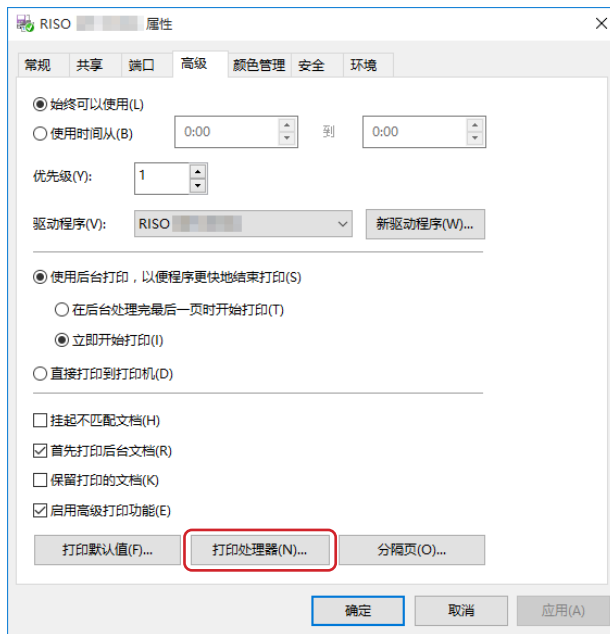 RISO 属性
常规 共享 端口 高级 颜色管理 安全 环境
始终可以使用(L)
使用时间从(B) 0:00 到 0:00
优先级(Y): 1
驱动程序(V): RISO 新驱动程序(W)...
使用后台打印，以便程序更快地结束打印(S)
在后台处理完最后一页时开始打印(T)
立即开始打印(I)
直接打印到打印机(D)
挂起不匹配文档(H)
首先打印后台文档(R)
保留打印的文档(K)
启用高级打印功能(E)
打印默认值(F)... 打印处理器(N)... 分隔页(O)...
确定 取消 应用(A)